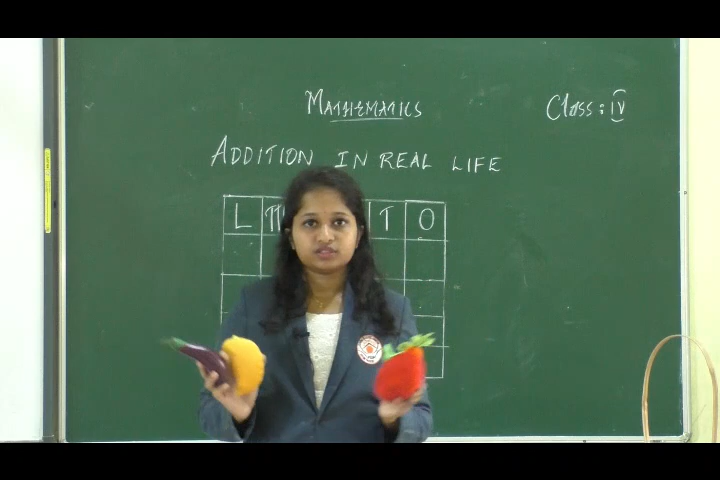 MATHEMATICS
Class: IV
ADDITION IN REAL LIFE
L T O